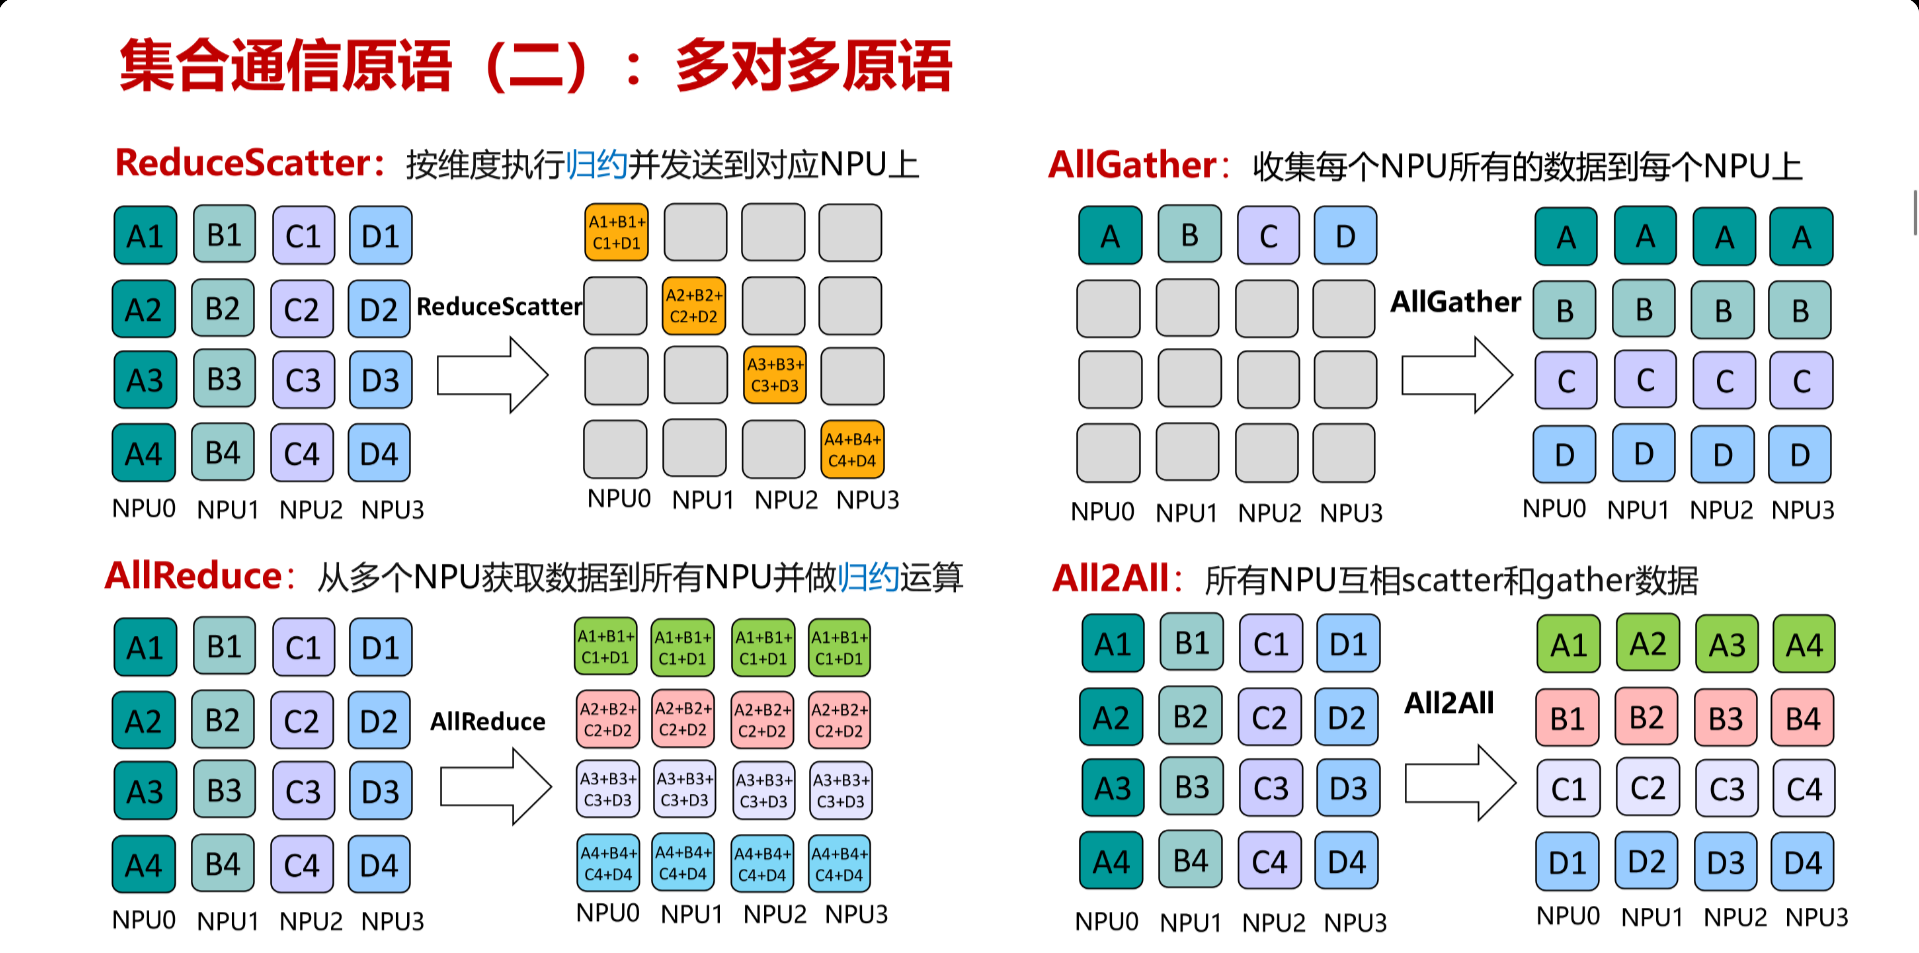 集合通信原语（二）：多对多原语
ReduceScatter：按维度执行归约并发送到对应NPU上
A1 B1 C1 D1
A2 B2 C2 D2
A3 B3 C3 D3
A4 B4 C4 D4
NPU0 NPU1 NPU2 NPU3
ReduceScatter
A1+B1+
C1+D1
A2+B2+
C2+D2
A3+B3+
C3+D3
A4+B4+
C4+D4
NPU0 NPU1 NPU2 NPU3
AllGather：收集每个NPU所有的数据到每个NPU上
A B C D
NPU0 NPU1 NPU2 NPU3
AllGather
A A A A
B B B B
C C C C
D D D D
NPU0 NPU1 NPU2 NPU3
AllReduce：从多个NPU获取数据到所有NPU并做归约运算
A1 B1 C1 D1
A2 B2 C2 D2
A3 B3 C3 D3
A4 B4 C4 D4
NPU0 NPU1 NPU2 NPU3
AllReduce
A1+B1+ A1+B1+ A1+B1+ A1+B1+
C1+D1 C1+D1 C1+D1 C1+D1
A2+B2+ A2+B2+ A2+B2+ A2+B2+
C2+D2 C2+D2 C2+D2 C2+D2
A3+B3+ A3+B3+ A3+B3+ A3+B3+
C3+D3 C3+D3 C3+D3 C3+D3
A4+B4+ A4+B4+ A4+B4+ A4+B4+
C4+D4 C4+D4 C4+D4 C4+D4
NPU0 NPU1 NPU2 NPU3
All2All：所有NPU互相scatter和gather数据
A1 B1 C1 D1
A2 B2 C2 D2
A3 B3 C3 D3
A4 B4 C4 D4
NPU0 NPU1 NPU2 NPU3
All2All
A1 A2 A3 A4
B1 B2 B3 B4
C1 C2 C3 C4
D1 D2 D3 D4
NPU0 NPU1 NPU2 NPU3